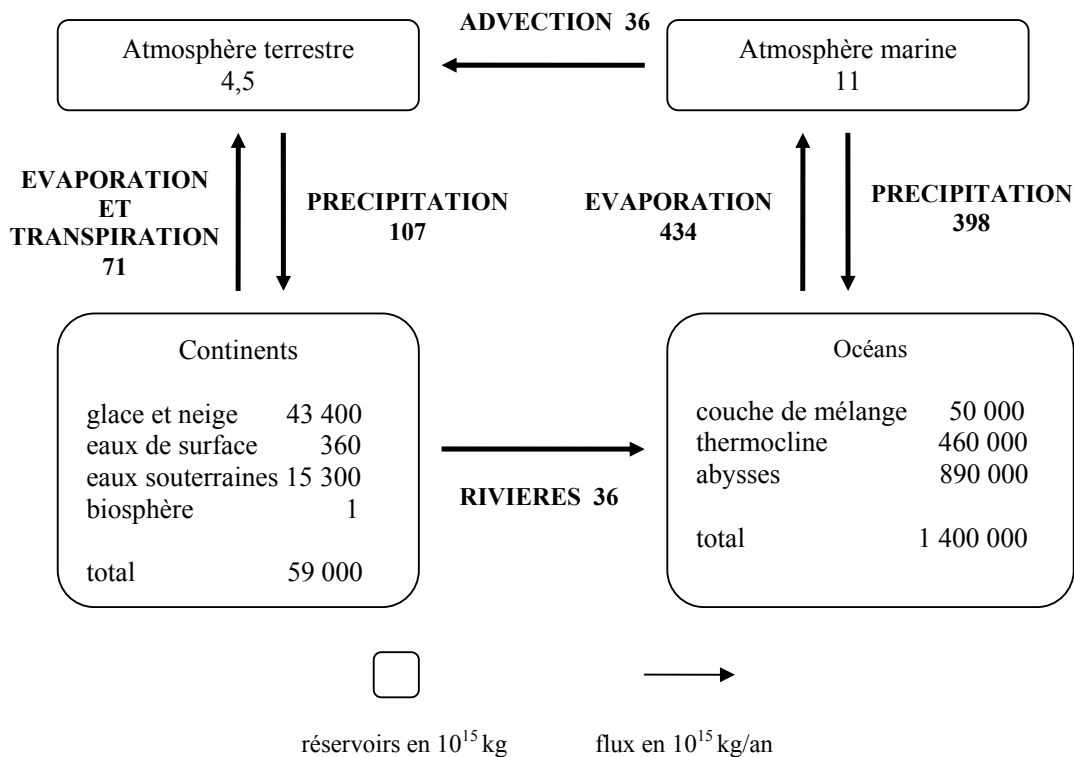 ADVECTION 36
Atmosphère terrestre
4,5
Atmosphère marine
11
EVAPORATION
ET
TRANSPIRATION
71
PRECIPITATION
107
EVAPORATION
434
PRECIPITATION
398
Continents
glace et neige 43 400
eaux de surface 360
eaux souterraines 15 300
biosphère 1
total 59 000
RIVIERES 36
Océans
couche de mélange 50 000
thermocline 460 000
abysses 890 000
total 1 400 000
réservoirs en 10¹⁵ kg
flux en 10¹⁵ kg/an